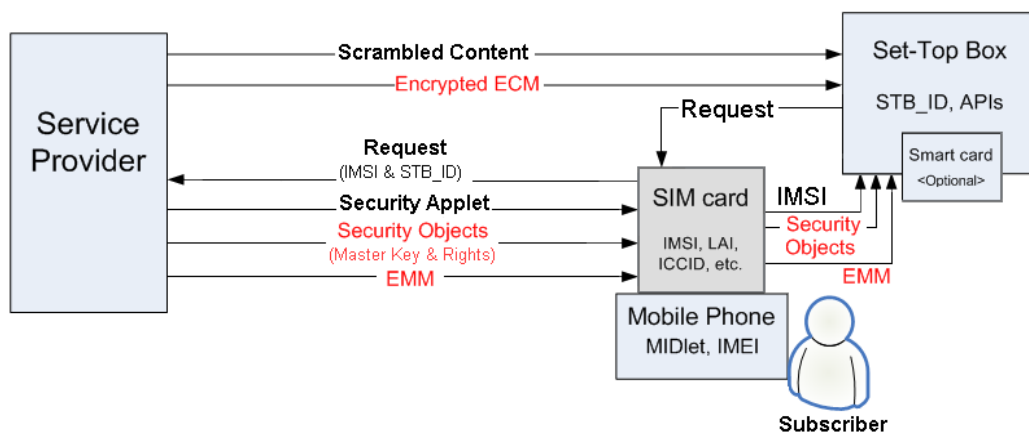 Service
Provider
Scrambled Content
Encrypted ECM
Request
Set-Top Box
STB_ID, APIs
Smart card
<Optional>
Request
(IMSI & STB_ID)
Security Applet
Security Objects
(Master Key & Rights)
EMM
SIM card
IMSI, LAI,
ICCID, etc.
IMSI
Security
Objects
EMM
Mobile Phone
MIDlet, IMEI
Subscriber